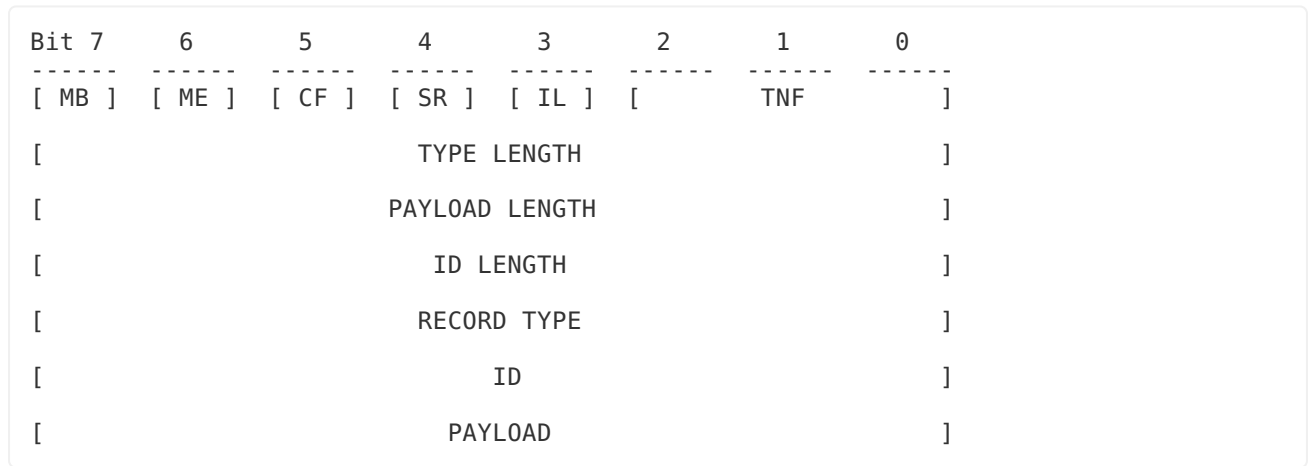 Bit 7     6       5       4       3       2       1       0
------  ------  ------  ------  ------  ------  ------  ------
[ MB ]  [ ME ]  [ CF ]  [ SR ]  [ IL ]  [        TNF         ]
[                         TYPE LENGTH                        ]
[                       PAYLOAD LENGTH                       ]
[                          ID LENGTH                         ]
[                         RECORD TYPE                        ]
[                              ID                            ]
[                           PAYLOAD                          ]